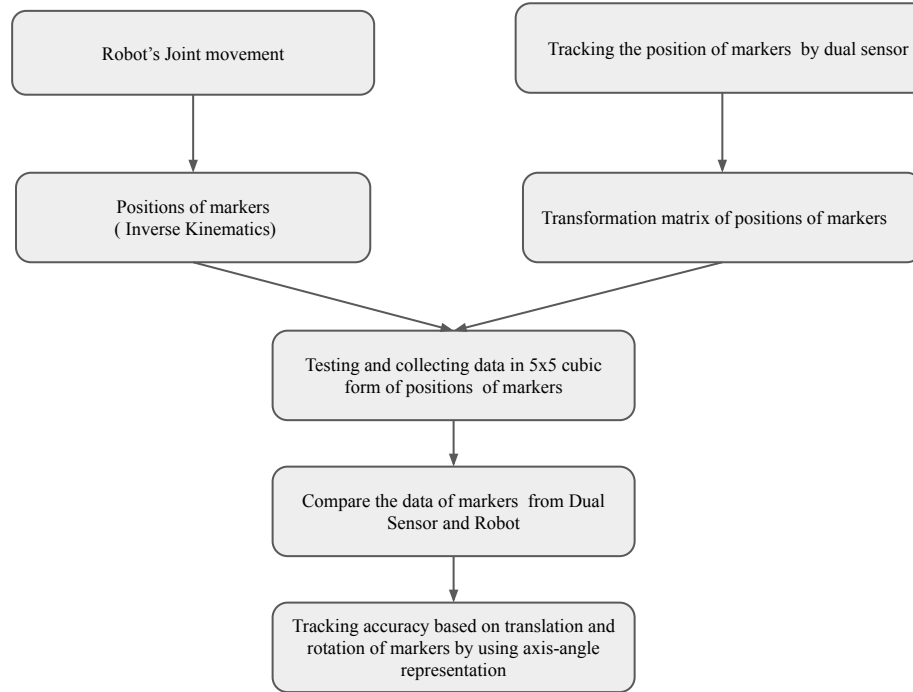 Robot’s Joint movement
Tracking the position of markers by dual sensor
Positions of markers
( Inverse Kinematics)
Transformation matrix of positions of markers
Testing and collecting data in 5x5 cubic
form of positions of markers
Compare the data of markers from Dual
Sensor and Robot
Tracking accuracy based on translation and
rotation of markers by using axis-angle
representation